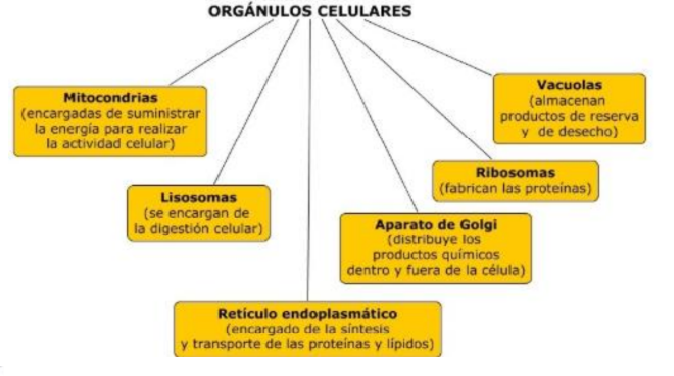 ORGÁNULOS CELULARES
Mitocondrias
(encargadas de suministrar
la energía para realizar
la actividad celular)
Vacuolas
(almacenan
productos de reserva
y de desecho)
Lisosomas
(se encargan de
la digestión celular)
Ribosomas
(fabrican las proteínas)
Aparato de Golgi
(distribuye los
productos químicos
dentro y fuera de la célula)
Retículo endoplasmático
(encargado de la síntesis
y transporte de las proteínas y lípidos)